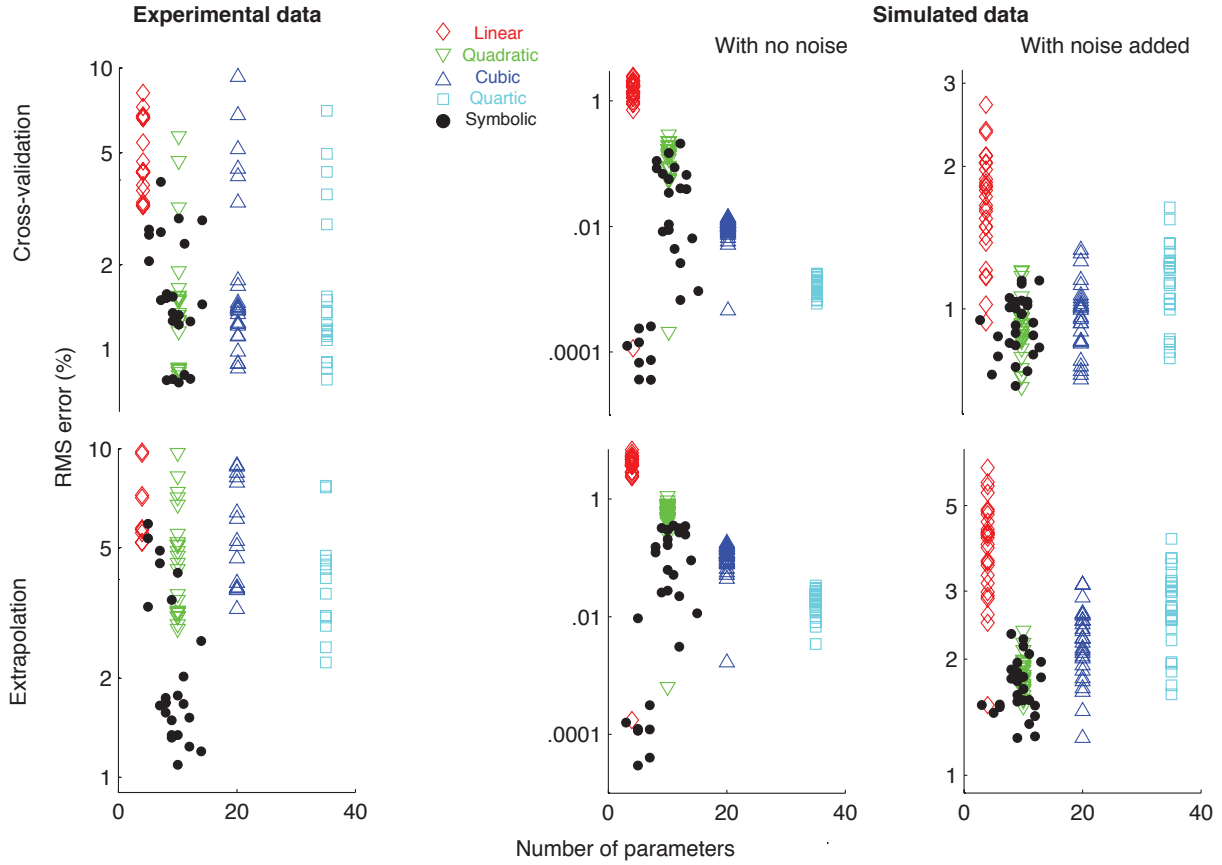 Experimental data
Simulated data
Linear
Quadratic
Cubic
Quartic
Symbolic
With no noise
With noise added
Cross-validation
Extrapolation
RMS error (%)
10
5
2
1
1
.01
.0001
3
2
1
10
5
2
1
0 20 40
1
.01
.0001
0 20 40
5
3
2
1
0 20 40
Number of parameters